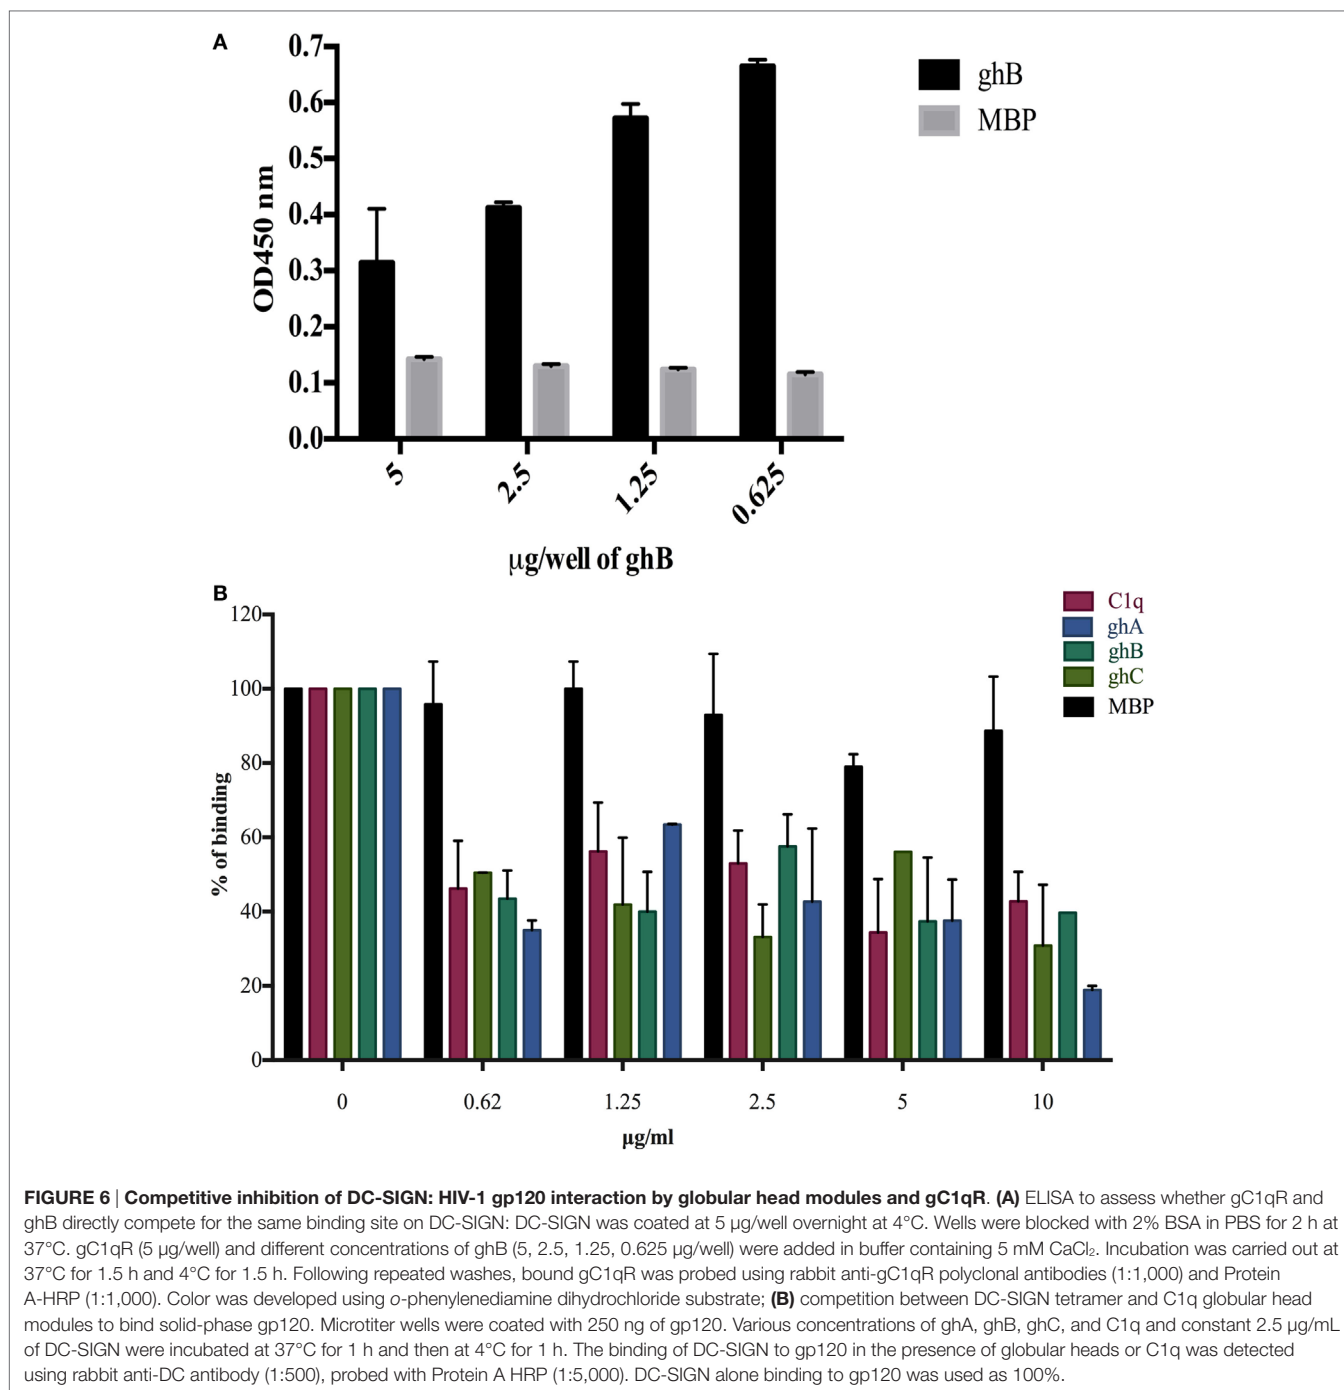 A
0.7
0.6
0.5
0.4
0.3
0.2
0.1
0.0
OD450 nm
5
2.5
1.25
0.625
µg/well of ghB
ghB
MBP
B
120
100
80
60
40
20
0
% of binding
0
0.62
1.25
2.5
5
10
µg/ml
C1q
ghA
ghB
ghC
MBP
FIGURE 6 | Competitive inhibition of DC-SIGN: HIV-1 gp120 interaction by globular head modules and gC1qR. (A) ELISA to assess whether gC1qR and
ghB directly compete for the same binding site on DC-SIGN: DC-SIGN was coated at 5 µg/well overnight at 4°C. Wells were blocked with 2% BSA in PBS for 2 h at
37°C. gC1qR (5 µg/well) and different concentrations of ghB (5, 2.5, 1.25, 0.625 µg/well) were added in buffer containing 5 mM CaCl₂. Incubation was carried out at
37°C for 1.5 h and 4°C for 1.5 h. Following repeated washes, bound gC1qR was probed using rabbit anti-gC1qR polyclonal antibodies (1:1,000) and Protein
A-HRP (1:1,000). Color was developed using o-phenylenediamine dihydrochloride substrate; (B) competition between DC-SIGN tetramer and C1q globular head
modules to bind solid-phase gp120. Microtiter wells were coated with 250 ng of gp120. Various concentrations of ghA, ghB, ghC, and C1q and constant 2.5 µg/mL
of DC-SIGN were incubated at 37°C for 1 h and then at 4°C for 1 h. The binding of DC-SIGN to gp120 in the presence of globular heads or C1q was detected
using rabbit anti-DC antibody (1:500), probed with Protein A HRP (1:5,000). DC-SIGN alone binding to gp120 was used as 100%.